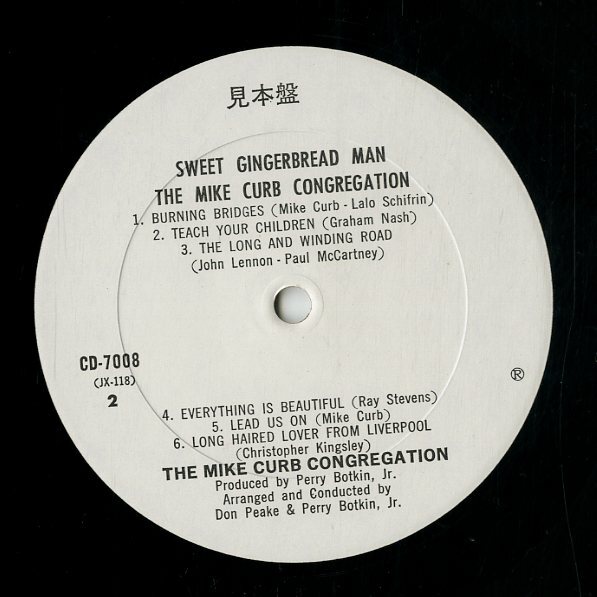 見本盤
SWEET GINGERBREAD MAN
THE MIKE CURB CONGREGATION
1. BURNING BRIDGES (Mike Curb - Lalo Schifrin)
2. TEACH YOUR CHILDREN (Graham Nash)
3. THE LONG AND WINDING ROAD
(John Lennon - Paul McCartney)
CD-7008
(JX-118)
2
®
4. EVERYTHING IS BEAUTIFUL (Ray Stevens)
5. LEAD US ON (Mike Curb)
6. LONG HAIRED LOVER FROM LIVERPOOL
(Christopher Kingsley)
THE MIKE CURB CONGREGATION
Produced by Perry Botkin, Jr.
Arranged and Conducted by
Don Peake & Perry Botkin, Jr.